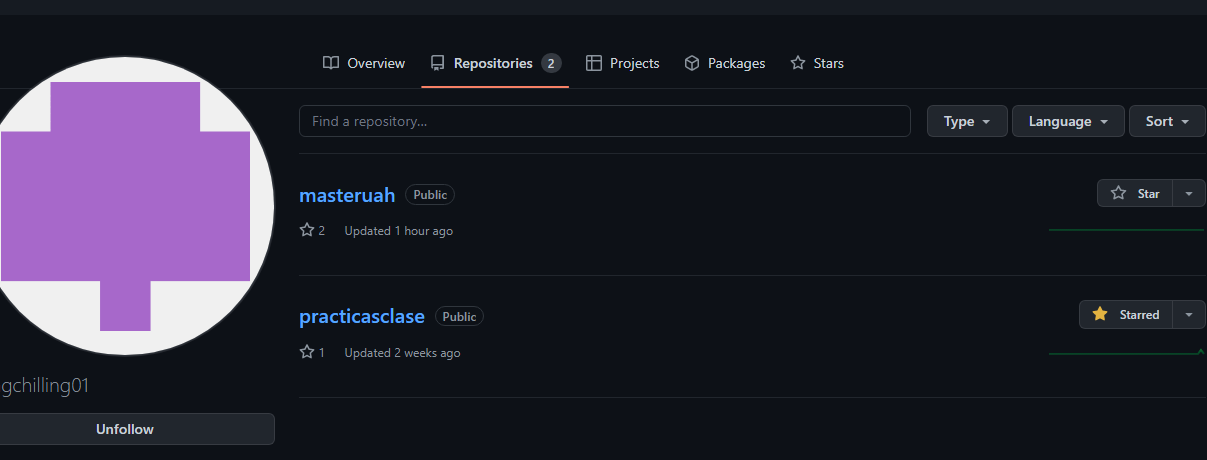 Overview Repositories 2 Projects Packages Stars
Find a repository... Type Language Sort
masteruah Public Star
2 Updated 1 hour ago
practicasclase Public Starred
1 Updated 2 weeks ago
gchilling01
Unfollow